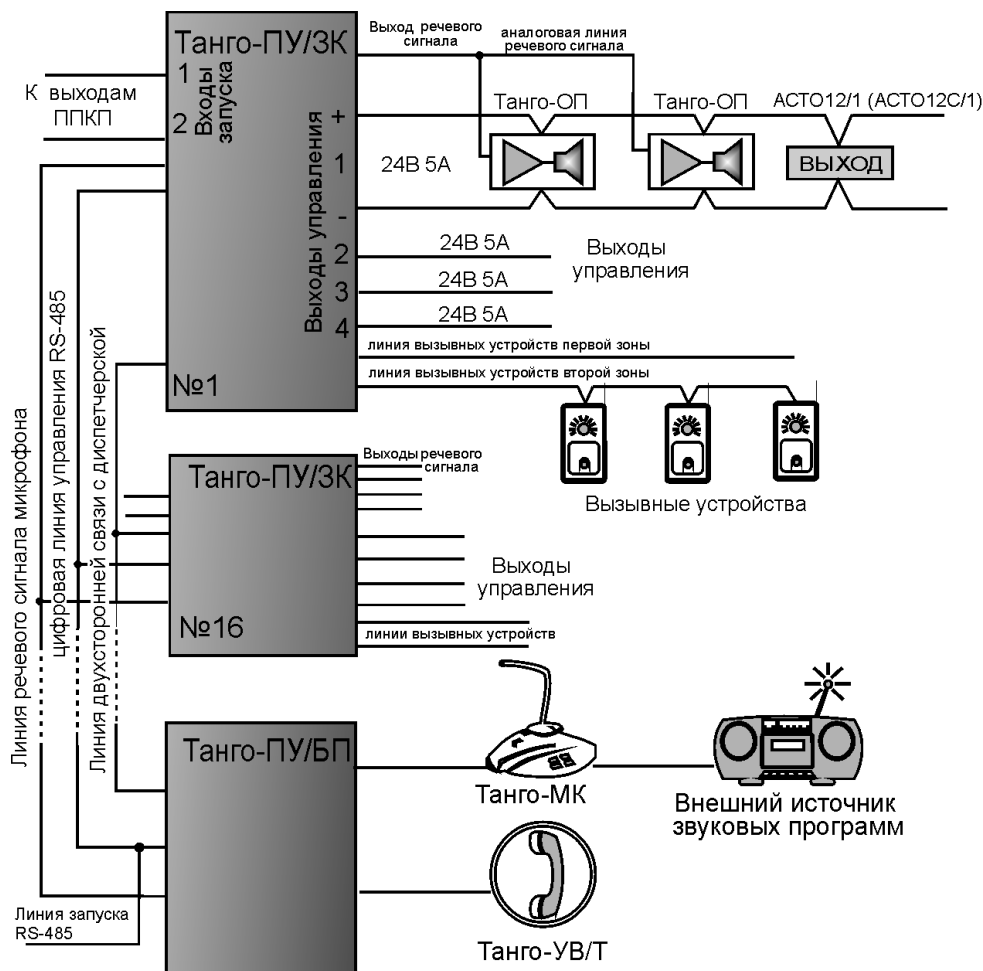 Танго-ПУ/ЗК
1
2
Входы
запуска
К выходам
ППКП
Выходы управления
+
1
-
2
3
4
№1
Выход речевого
сигнала
аналоговая линия
речевого сигнала
Танго-ОП
Танго-ОП
АСТО12/1 (АСТО12С/1)
24В 5А
ВЫХОД
24В 5А
24В 5А
24В 5А
Выходы
управления
линия вызывных устройств первой зоны
линия вызывных устройств второй зоны
Вызывные устройства
Линия речевого сигнала микрофона
цифровая линия управления RS-485
Линия двухсторонней связи с диспетчерской
Танго-ПУ/ЗК
№16
Выходы речевого
сигнала
Выходы
управления
линии вызывных устройств
Танго-ПУ/БП
Танго-МК
Внешний источник
звуковых программ
Танго-УВ/Т
Линия запуска
RS-485